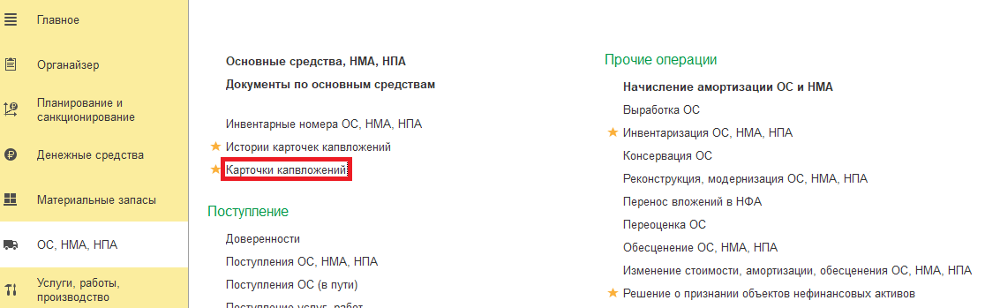 Главное
Органайзер
Планирование и
санкционирование
Денежные средства
Материальные запасы
ОС, НМА, НПА
Услуги, работы,
производство
Основные средства, НМА, НПА
Документы по основным средствам
Инвентарные номера ОС, НМА, НПА
Истории карточек капвложений
Карточки капвложений
Поступление
Доверенности
Поступления ОС, НМА, НПА
Поступления ОС (в пути)
Поступление услуг, работ
Прочие операции
Начисление амортизации ОС и НМА
Выработка ОС
Инвентаризация ОС, НМА, НПА
Консервация ОС
Реконструкция, модернизация ОС, НМА, НПА
Перенос вложений в НФА
Переоценка ОС
Обесценение ОС, НМА, НПА
Изменение стоимости, амортизации, обесценения ОС, НМА, НПА
Решение о признании объектов нефинансовых активов